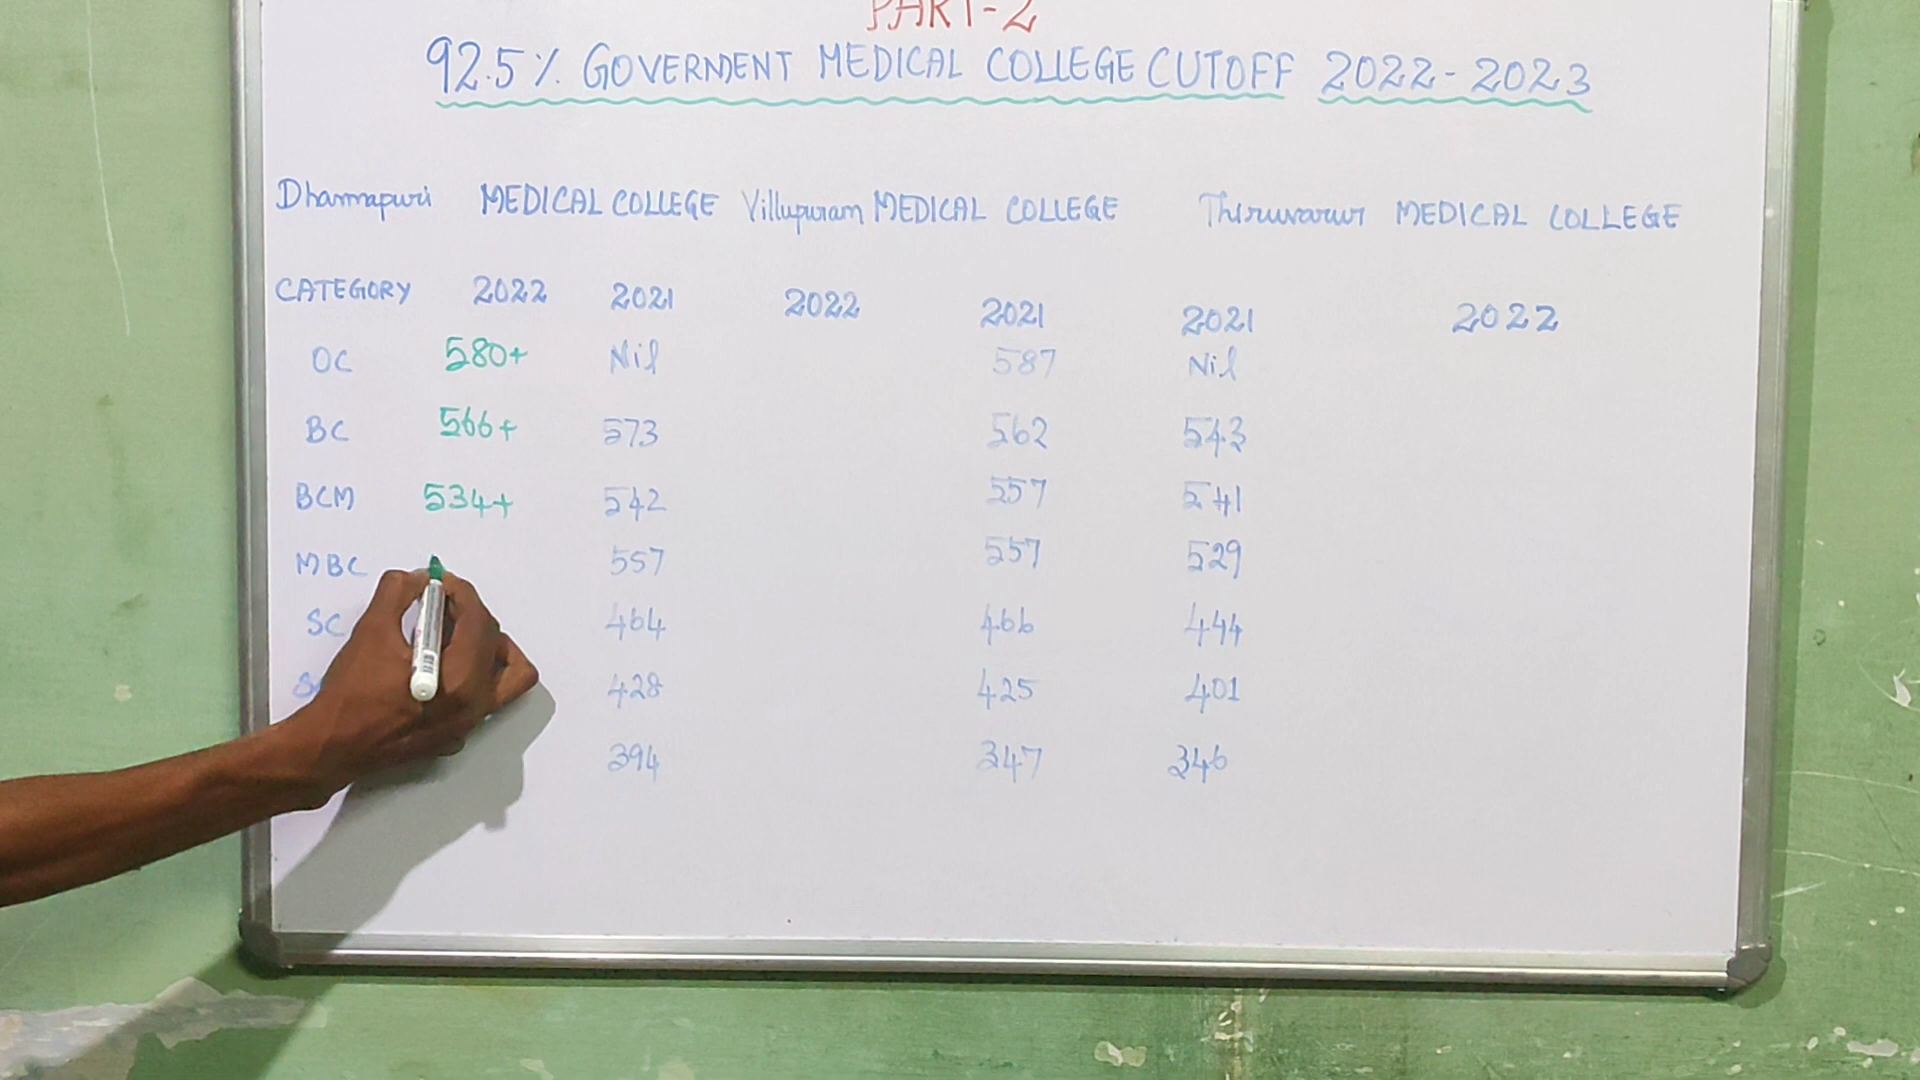 PART-2
92.5% GOVERNMENT MEDICAL COLLEGE CUTOFF 2022-2023
Dharmapuri MEDICAL COLLEGE Villupuram MEDICAL COLLEGE Thiruvarur MEDICAL COLLEGE
CATEGORY 2022 2021 2022 2021 2021 2022
OC 580+ Nil 587 Nil
BC 566+ 573 562 543
BCM 534+ 542 557 541
MBC 557 557 529
SC 464 466 444
428 425 401
394 347 346